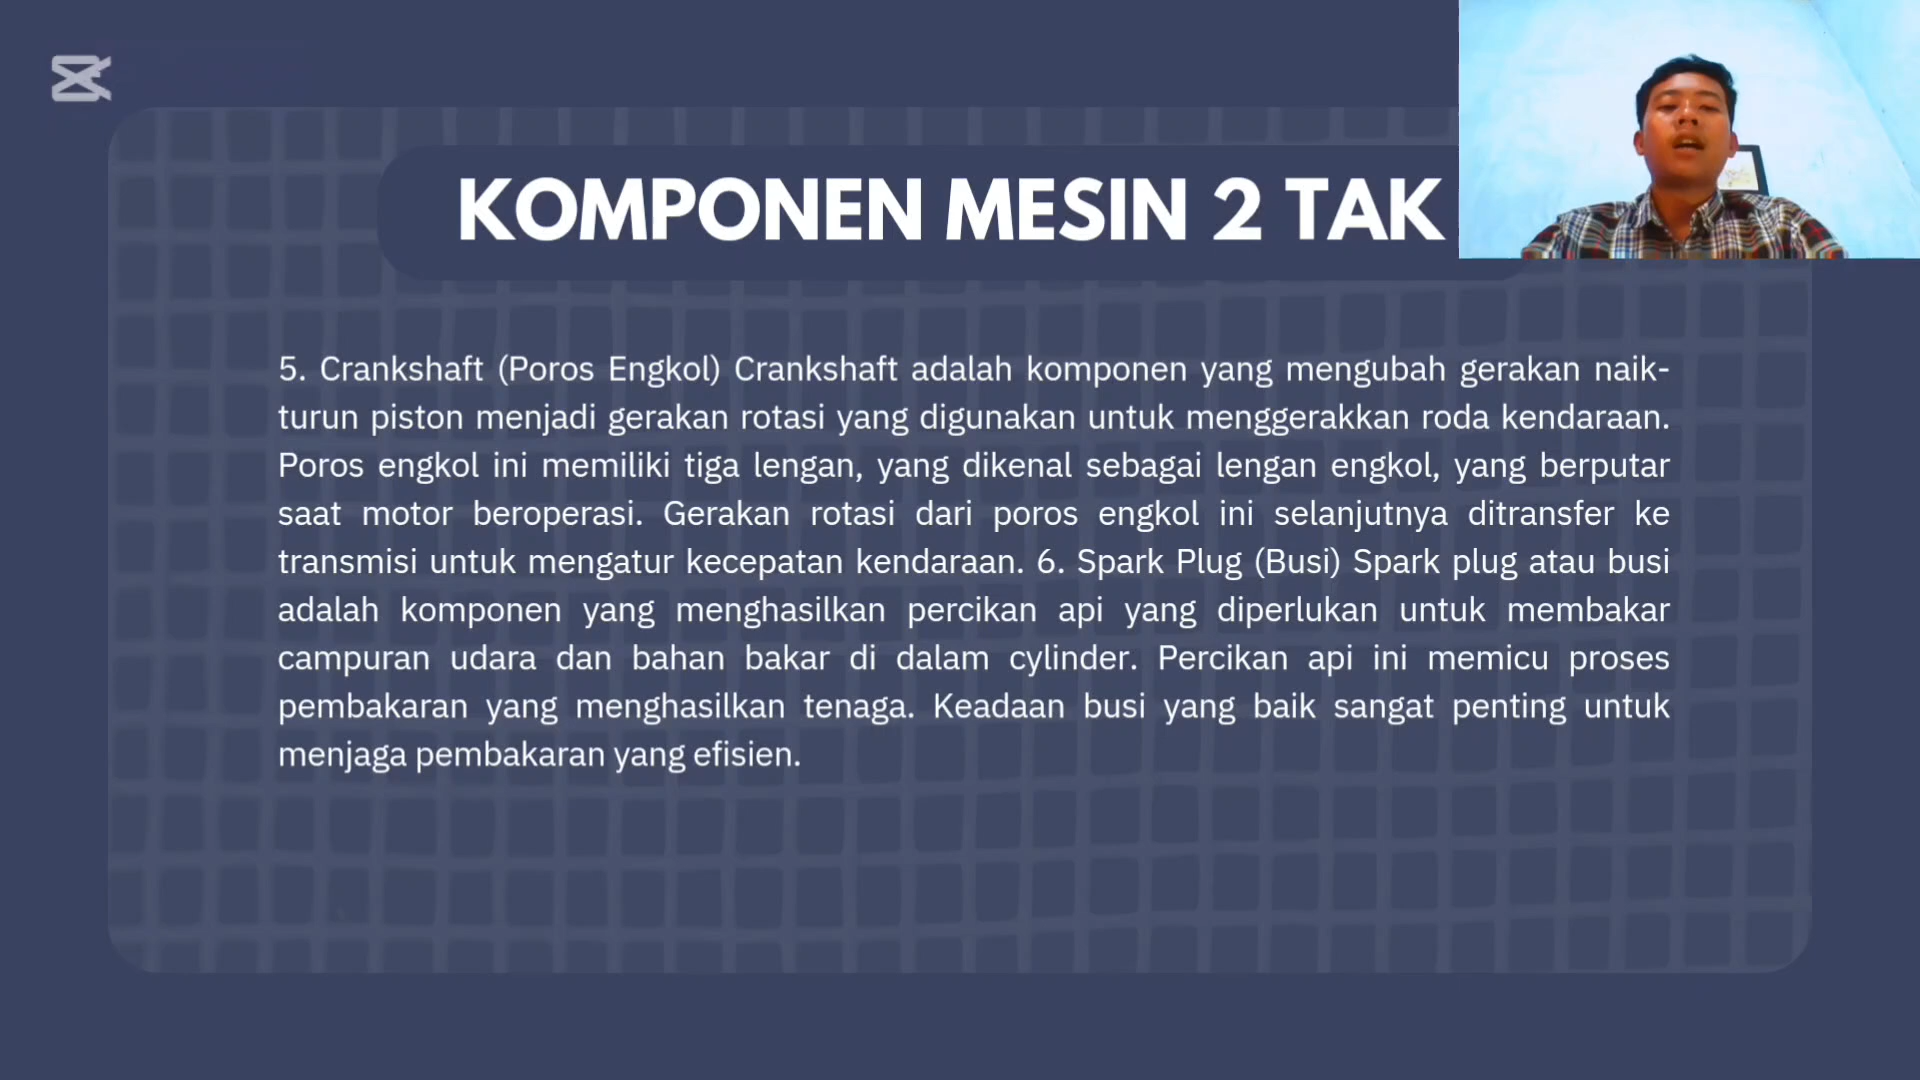 KOMPONEN MESIN 2 TAK
5. Crankshaft (Poros Engkol) Crankshaft adalah komponen yang mengubah gerakan naik-
turun piston menjadi gerakan rotasi yang digunakan untuk menggerakkan roda kendaraan.
Poros engkol ini memiliki tiga lengan, yang dikenal sebagai lengan engkol, yang berputar
saat motor beroperasi. Gerakan rotasi dari poros engkol ini selanjutnya ditransfer ke
transmisi untuk mengatur kecepatan kendaraan. 6. Spark Plug (Busi) Spark plug atau busi
adalah komponen yang menghasilkan percikan api yang diperlukan untuk membakar
campuran udara dan bahan bakar di dalam cylinder. Percikan api ini memicu proses
pembakaran yang menghasilkan tenaga. Keadaan busi yang baik sangat penting untuk
menjaga pembakaran yang efisien.